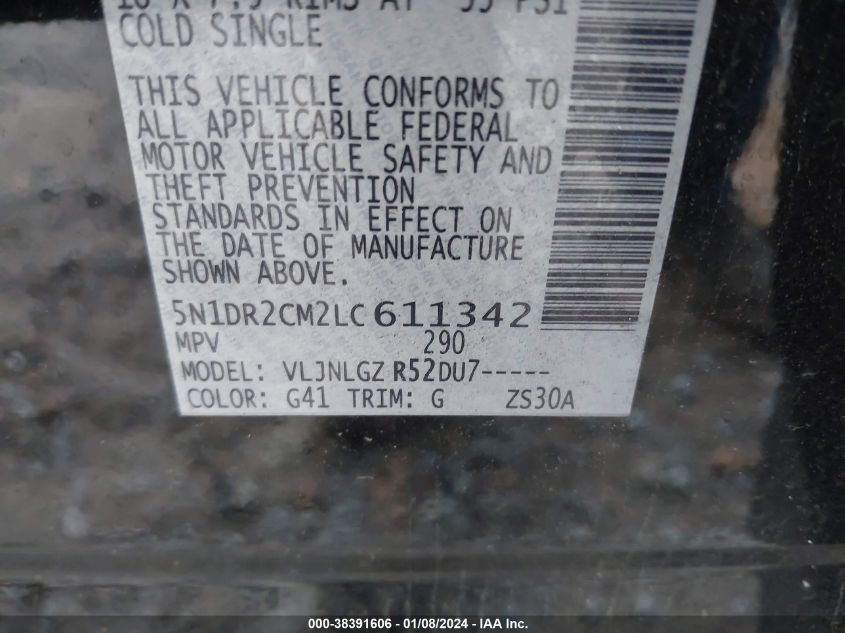 COLD SINGLE
THIS VEHICLE CONFORMS TO
ALL APPLICABLE FEDERAL
MOTOR VEHICLE SAFETY AND
THEFT PREVENTION
STANDARDS IN EFFECT ON
THE DATE OF MANUFACTURE
SHOWN ABOVE.
5N1DR2CM2LC611342
MPV 290
MODEL: VLJNLGZ R52DU7-----
COLOR: G41 TRIM: G ZS30A
000-38391606 - 01/08/2024 - IAA Inc.